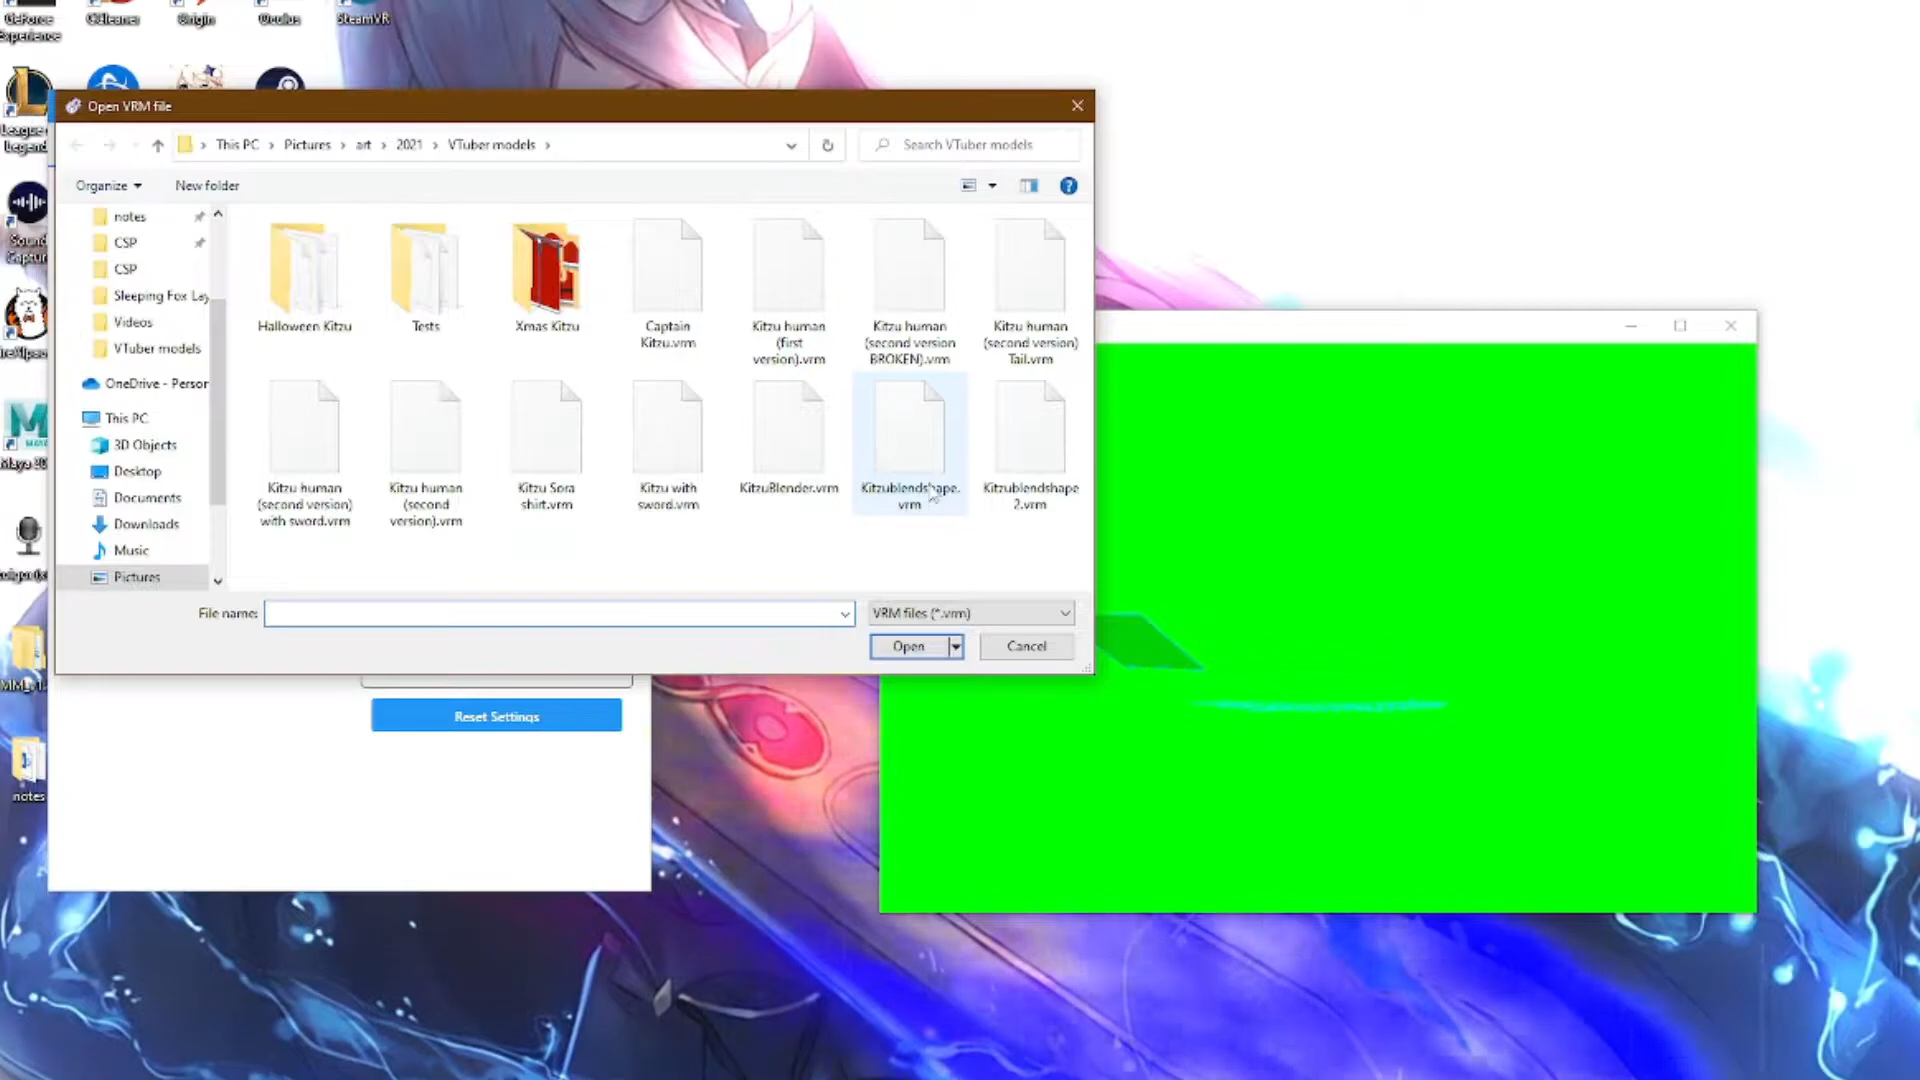 GeForce
Experience
CCleaner
Origin
Oculus
SteamVR
League
Legend
Sound
notes
Open VRM file
This PC
Pictures
art
2021
VTuber models
Search VTuber models
Organize
New folder
notes
CSP
CSP
Sleeping Fox Lay
Videos
VTuber models
OneDrive - Person
This PC
3D Objects
Desktop
Documents
Downloads
Music
Pictures
Halloween Kitzu
Tests
Xmas Kitzu
Captain
Kitzu.vrm
Kitzu human
(first
version).vrm
Kitzu human
(second version
BROKEN).vrm
Kitzu human
(second version)
Tail.vrm
Kitzu human
(second version)
with sword.vrm
Kitzu human
(second
version).vrm
Kitzu Sora
shirt.vrm
Kitzu with
sword.vrm
KitzuBlender.vrm
Kitzublendshape.
vrm
Kitzublendshape
2.vrm
File name:
VRM files (*.vrm)
Open
Cancel
Reset Settings